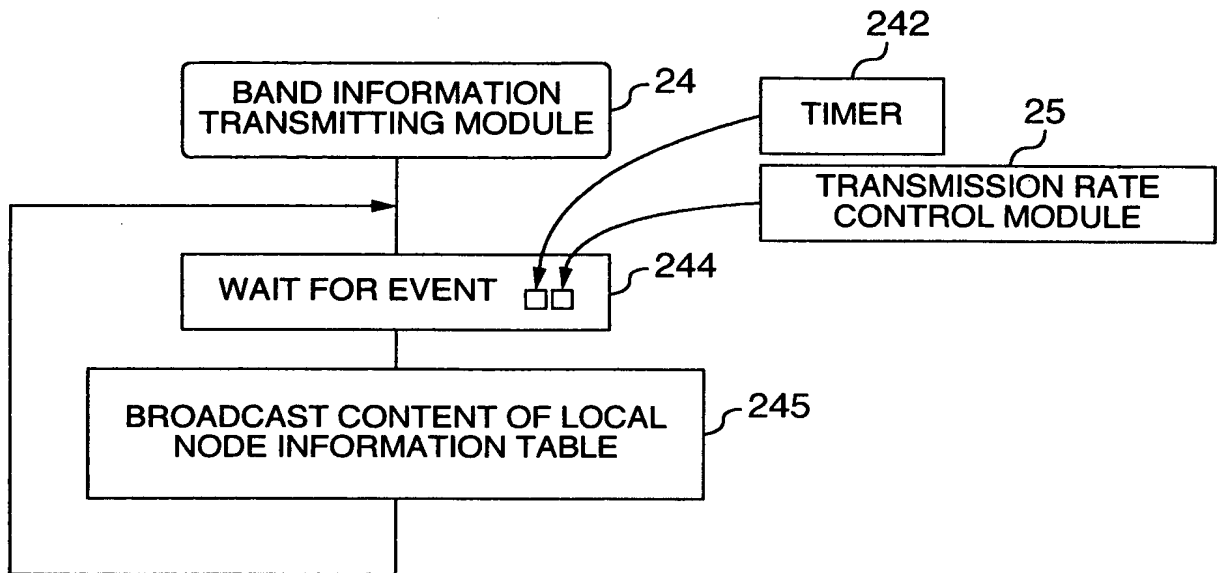 242
BAND INFORMATION
TRANSMITTING MODULE
24
TIMER
25
TRANSMISSION RATE
CONTROL MODULE
WAIT FOR EVENT
244
BROADCAST CONTENT OF LOCAL
NODE INFORMATION TABLE
245